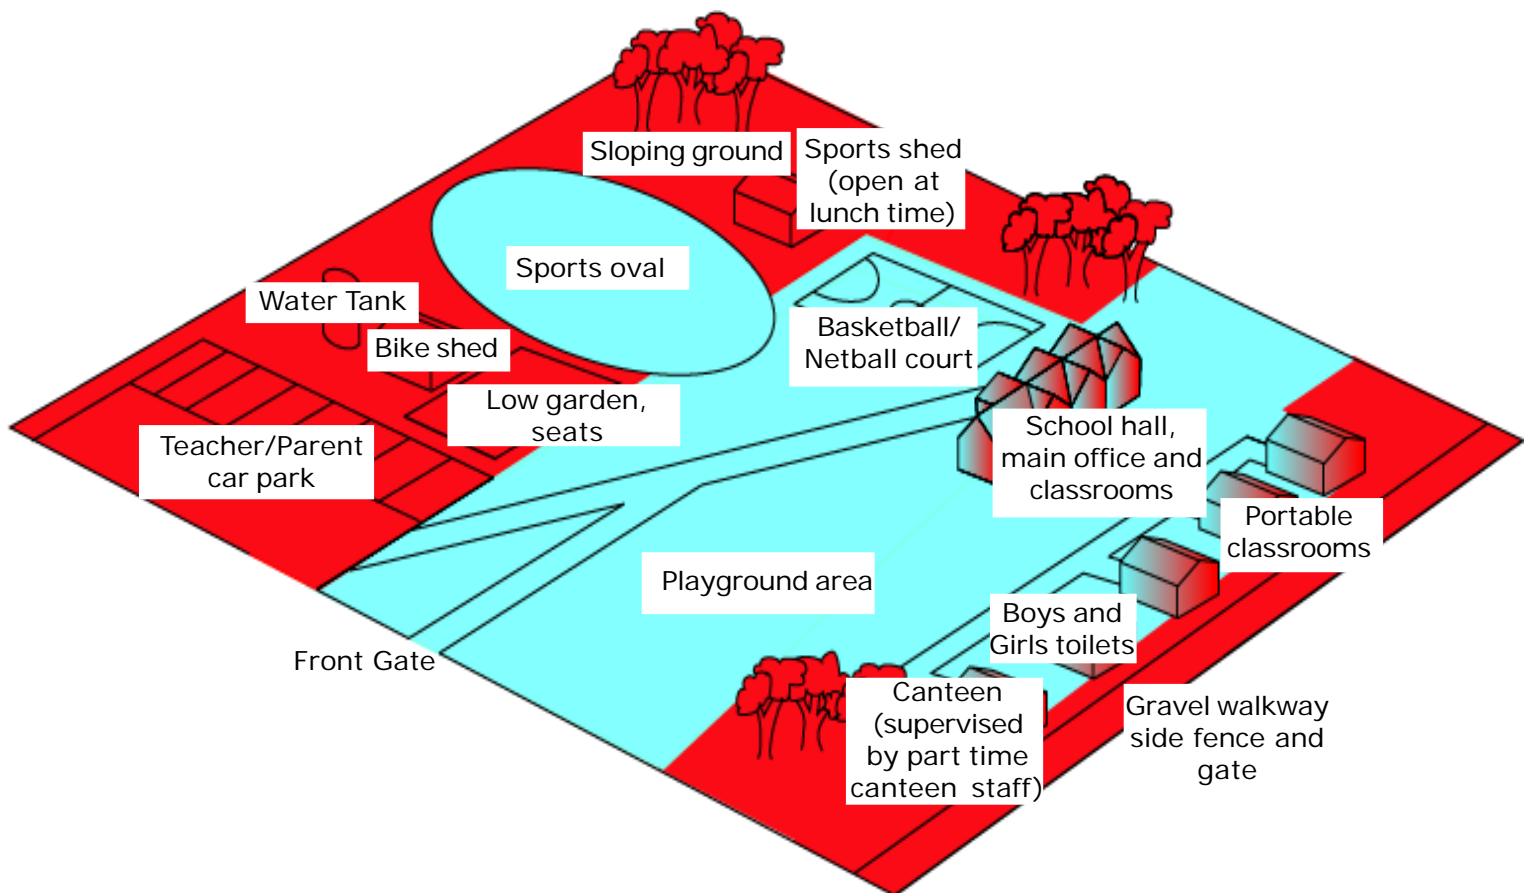 Sloping ground
Sports shed
(open at
lunch time)
Sports oval
Water Tank
Bike shed
Basketball/
Netball court
Low garden,
seats
Teacher/Parent
car park
School hall,
main office and
classrooms
Portable
classrooms
Playground area
Boys and
Girls toilets
Front Gate
Canteen
(supervised
by part time
canteen staff)
Gravel walkway
side fence and
gate